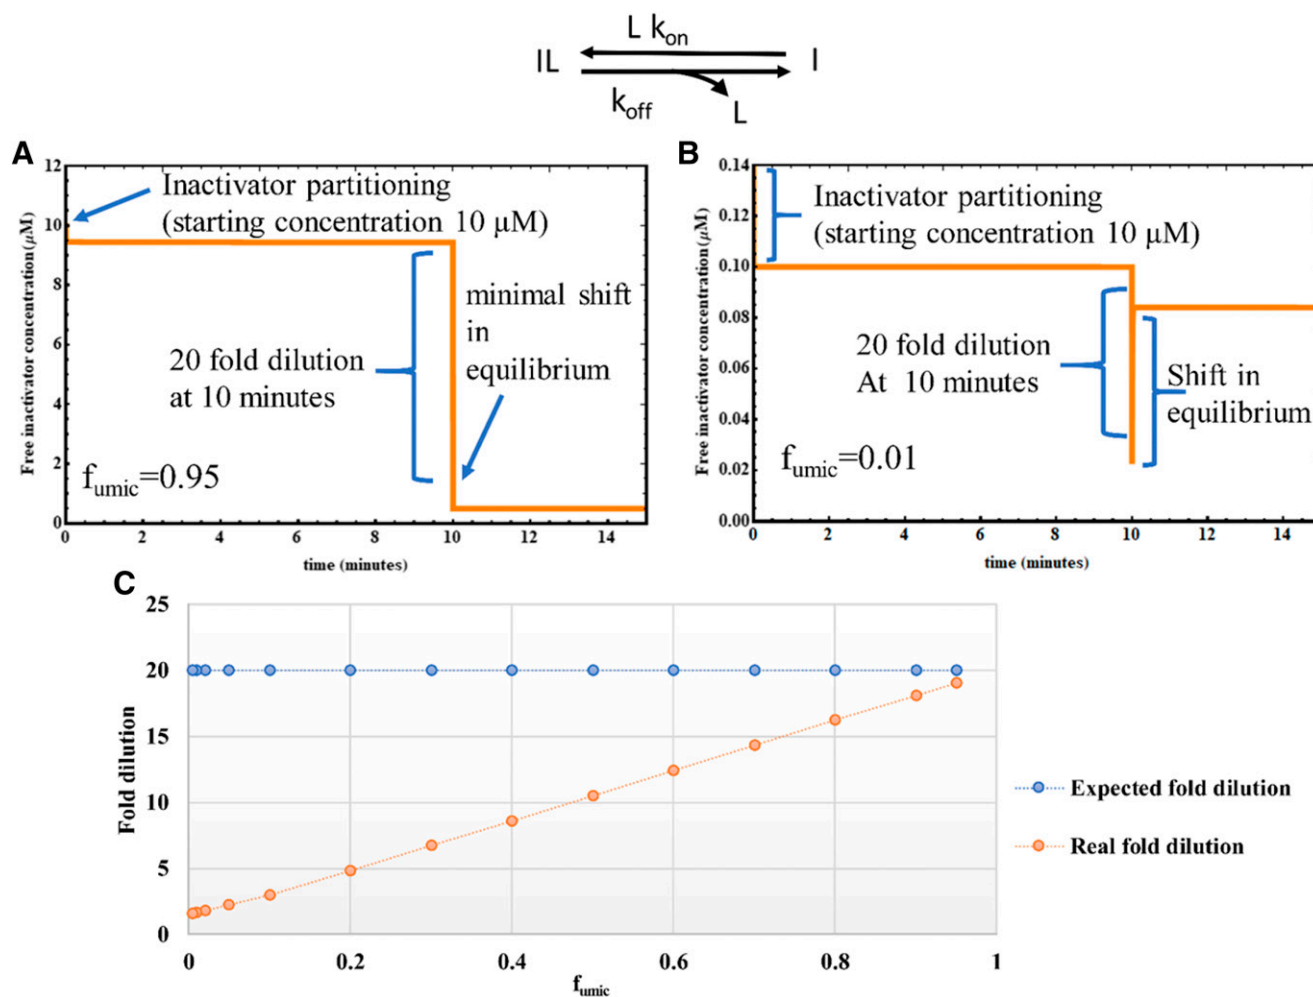 L k_on
IL
I
k_off
L
A
12
10
8
6
4
2
0
Free inactivator concentration (µM)
Inactivator partitioning
(starting concentration 10 µM)
20 fold dilution
at 10 minutes
minimal shift
in
equilibrium
f_umic=0.95
0 2 4 6 8 10 12 14
time (minutes)
B
0.14
0.12
0.10
0.08
0.06
0.04
0.02
0.00
Free inactivator concentration (µM)
Inactivator partitioning
(starting concentration 10 µM)
20 fold dilution
At 10 minutes
Shift in
equilibrium
f_umic=0.01
0 2 4 6 8 10 12 14
time (minutes)
C
25
20
15
10
5
0
Fold dilution
0 0.2 0.4 0.6 0.8 1
f_umic
Expected fold dilution
Real fold dilution